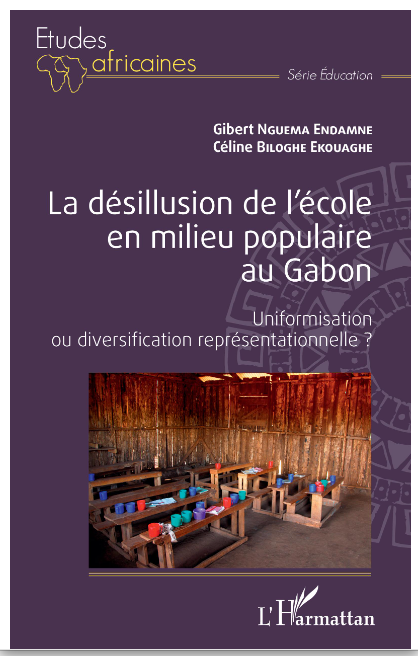 Etudes
africaines
Série Éducation
Gibert NGUEMA ENDAMNE
Céline BILOGHE EKOUAGHE
La désillusion de l'école
en milieu populaire
au Gabon
Uniformisation
ou diversification représentationnelle ?
L'Harmattan